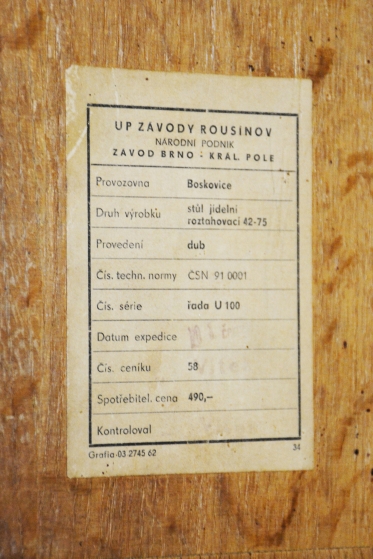 UP ZÁVODY ROUSÍNOV
NÁRODNÍ PODNIK
ZÁVOD BRNO - KRÁL. POLE
Provozovna Boskovice
Druh výrobků stůl jídelní
roztahovací 42-75
Provedení dub
Čís. techn. normy ČSN 91 0001
Čís. série řada U 100
Datum expedice
Čís. ceníku 58
Spotřebitel. cena 490,—
Kontroloval
Grafia-03 2745 62 34